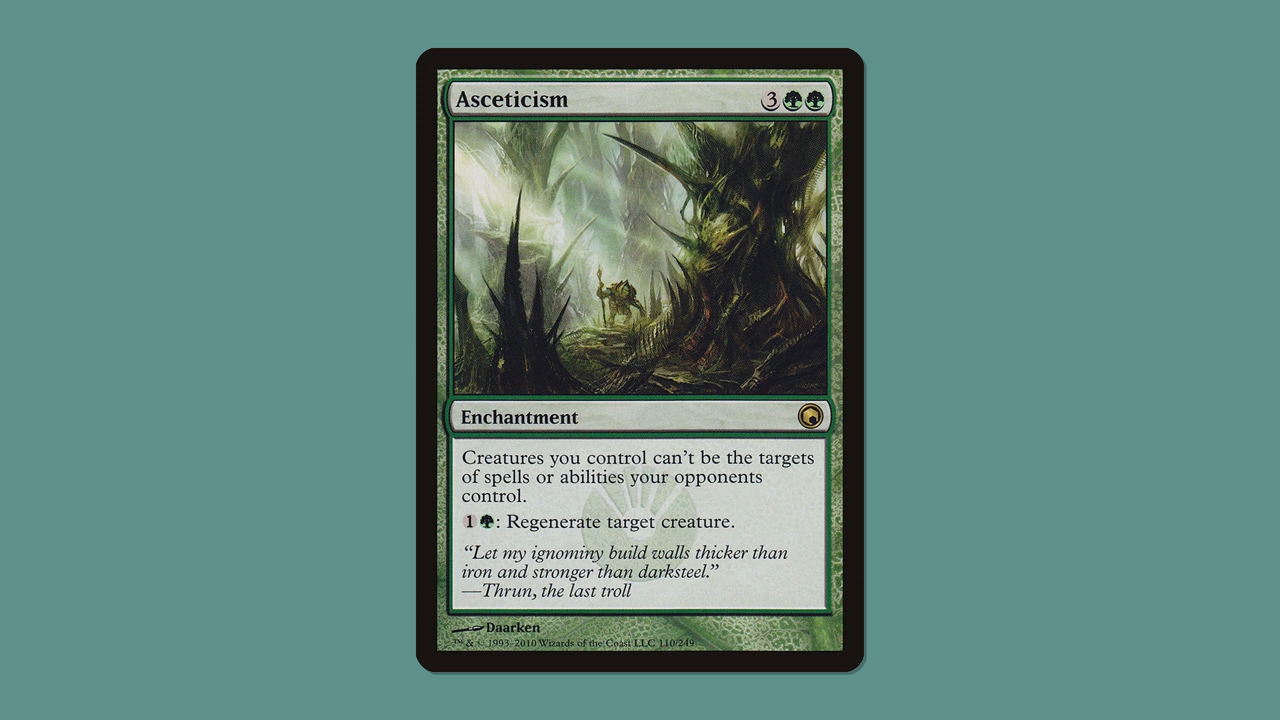 Asceticism 3
Enchantment
Creatures you control can't be the targets
of spells or abilities your opponents
control.
1 : Regenerate target creature.
“Let my ignominy build walls thicker than
iron and stronger than darksteel.”
—Thrun, the last troll
Daarken
™ & © 1993-2010 Wizards of the Coast LLC 110/249